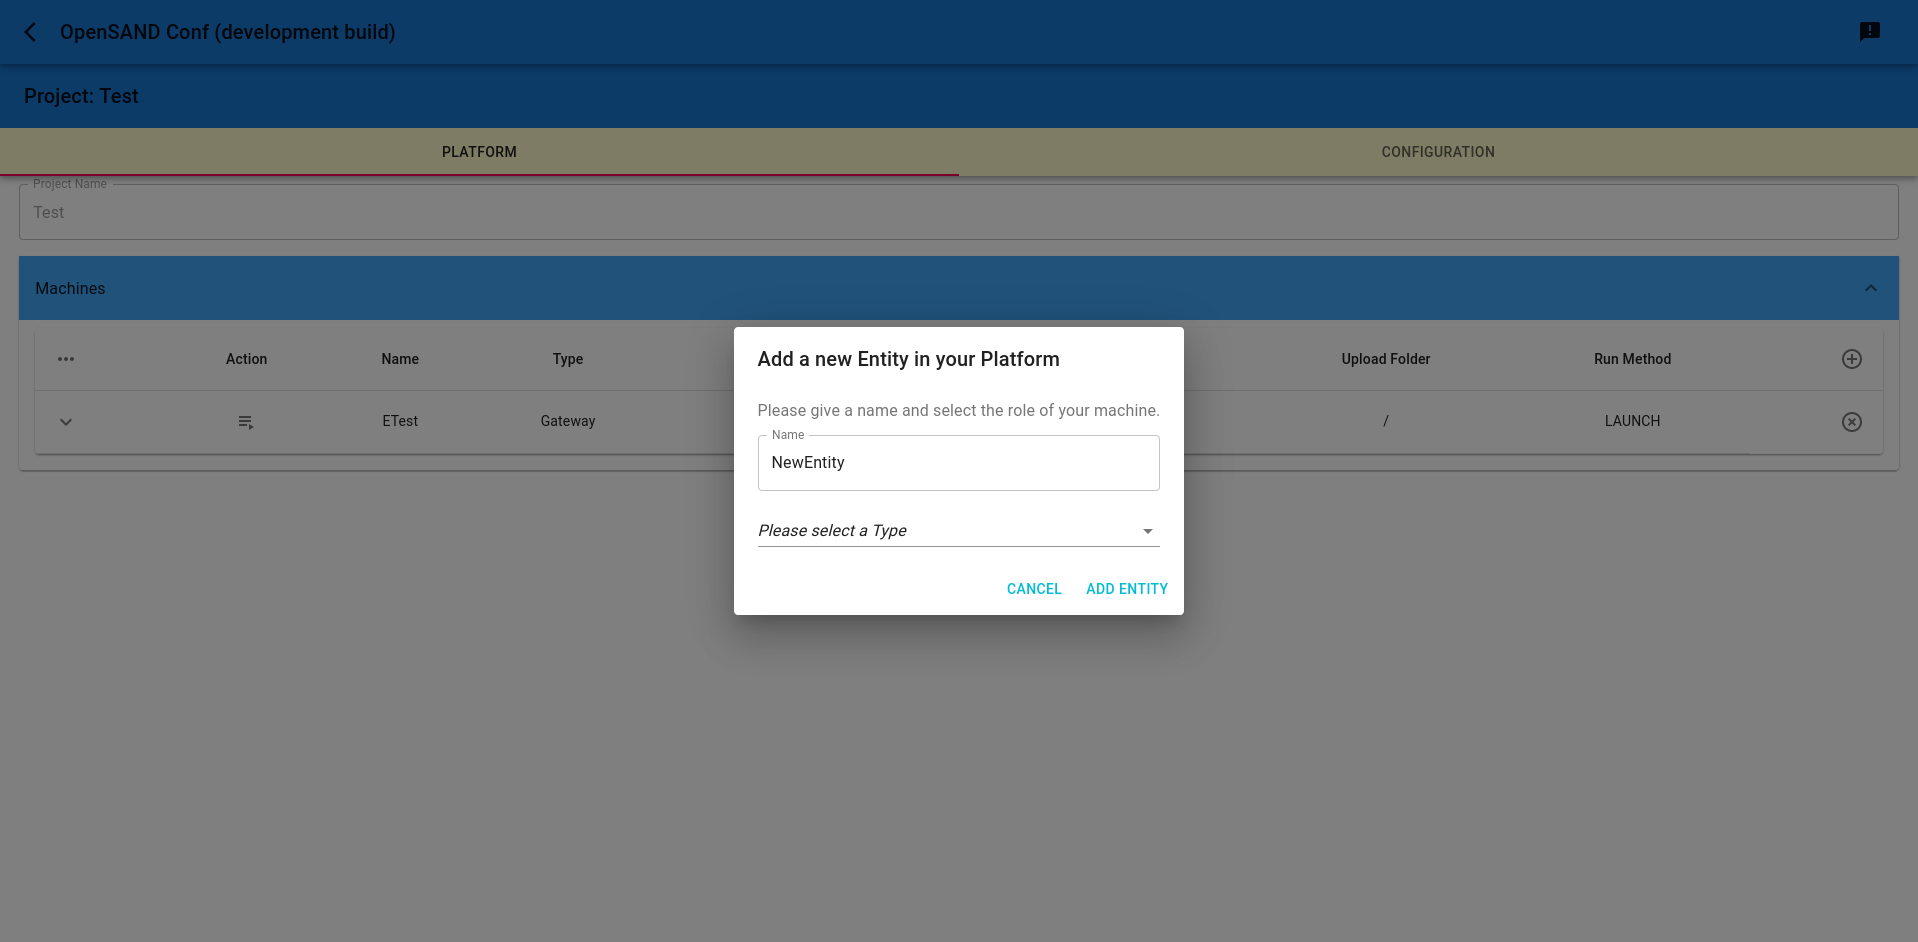 OpenSAND Conf (development build)
Project: Test
PLATFORM
CONFIGURATION
Project Name
Test
Machines
Action Name Type Upload Folder Run Method
ETest Gateway / LAUNCH
Add a new Entity in your Platform
Please give a name and select the role of your machine.
Name
NewEntity
Please select a Type
CANCEL ADD ENTITY